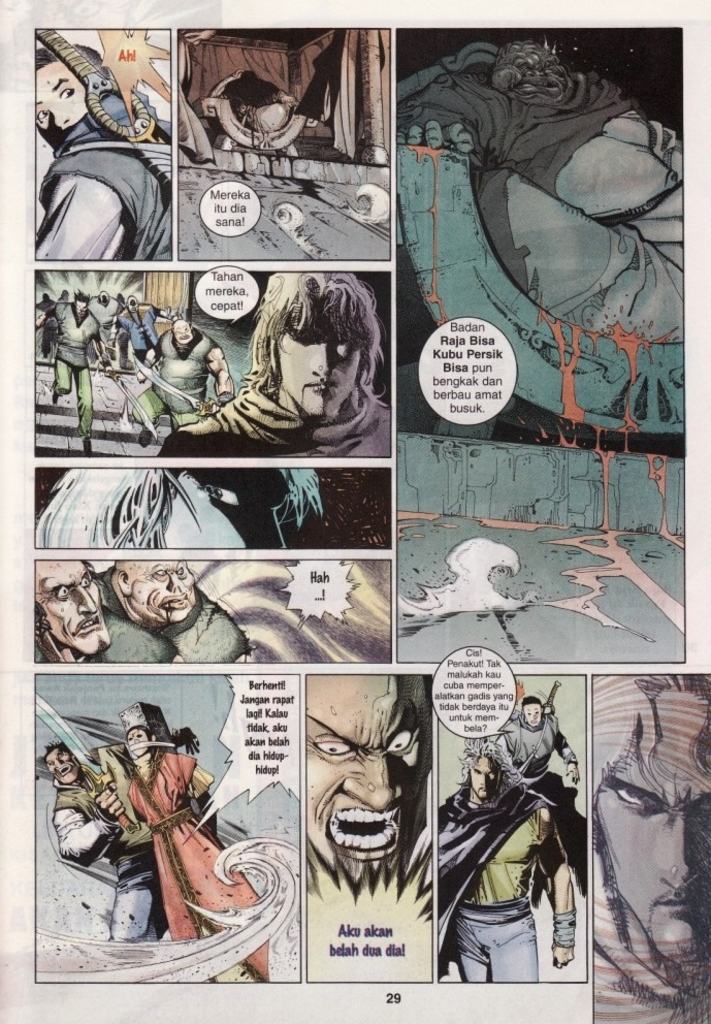 Ah!
Mereka
itu dia
sana!
Badan
Raja Bisa
Kubu Persik
Bisa pun
bengkak dan
berbau amat
busuk.
Tahan
mereka,
cepat!
Hah
...!
Berhenti!
Jangan rapat
lagi! Kalau
tidak, aku
akan belah
dia hidup-
hidup!
Aku akan
belah dua dia!
Cis!
Penakut! Tak
malukah kau
cuba memper-
alatkan gadis yang
tidak berdaya itu
untuk mem-
bela?
29